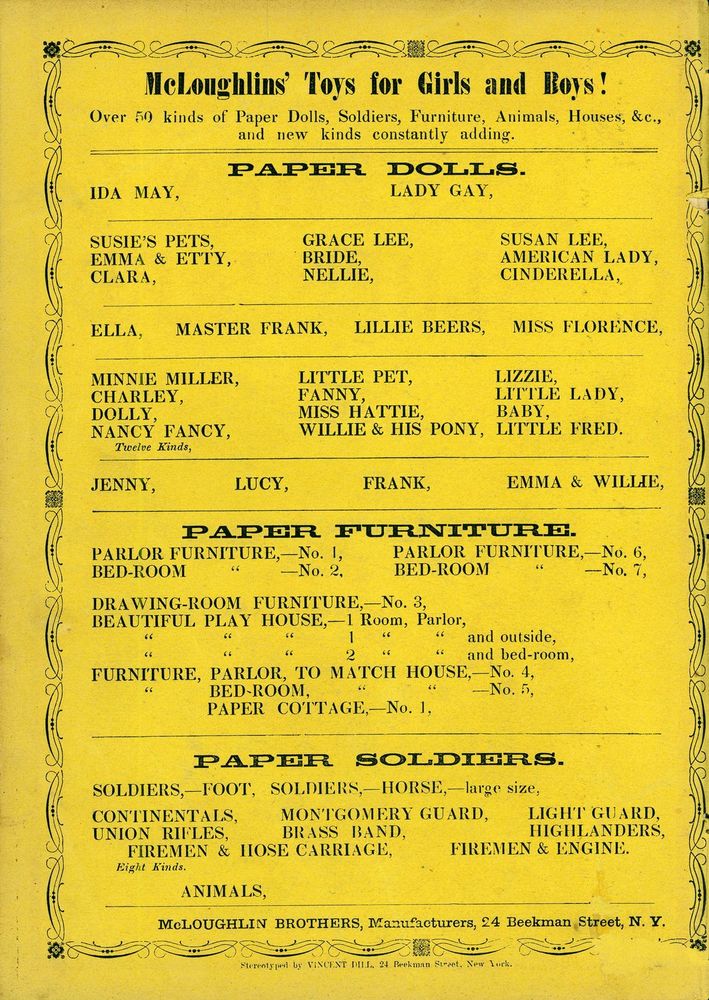 McLoughlins' Toys for Girls and Boys!
Over 50 kinds of Paper Dolls, Soldiers, Furniture, Animals, Houses, &c.,
and new kinds constantly adding.
PAPER DOLLS.
IDA MAY, LADY GAY,
SUSIE'S PETS, GRACE LEE, SUSAN LEE,
EMMA & ETTY, BRIDE, AMERICAN LADY,
CLARA, NELLIE, CINDERELLA,
ELLA, MASTER FRANK, LILLIE BEERS, MISS FLORENCE,
MINNIE MILLER, LITTLE PET, LIZZIE,
CHARLEY, FANNY, LITTLE LADY,
DOLLY, MISS HATTIE, BABY,
NANCY FANCY, WILLIE & HIS PONY, LITTLE FRED.
Twelve Kinds,
JENNY, LUCY, FRANK, EMMA & WILLIE,
PAPER FURNITURE.
PARLOR FURNITURE,—No. 1, PARLOR FURNITURE,—No. 6,
BED-ROOM " —No. 2, BED-ROOM " —No. 7,
DRAWING-ROOM FURNITURE,—No. 3,
BEAUTIFUL PLAY HOUSE,—1 Room, Parlor,
" " " 1 " " and outside,
" " " 2 " " and bed-room,
FURNITURE, PARLOR, TO MATCH HOUSE,—No. 4,
" BED-ROOM, " " —No. 5,
PAPER COTTAGE,—No. 1,
PAPER SOLDIERS.
SOLDIERS,—FOOT, SOLDIERS,—HORSE,—large size,
CONTINENTALS, MONTGOMERY GUARD, LIGHT GUARD,
UNION RIFLES, BRASS BAND, HIGHLANDERS,
FIREMEN & HOSE CARRIAGE, FIREMEN & ENGINE.
Eight Kinds.
ANIMALS,
McLOUGHLIN BROTHERS, Manufacturers, 24 Beekman Street, N. Y.
Stereotyped by VINCENT DILL, 24 Beekman Street, New York.